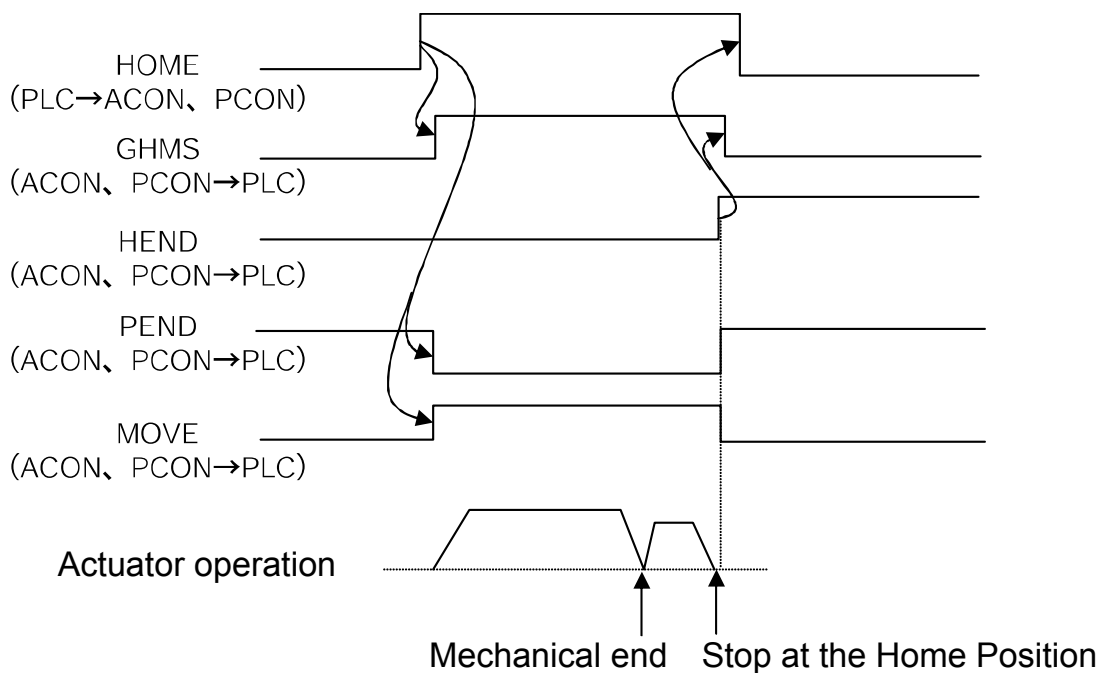 HOME
(PLC→ACON、PCON)
GHMS
(ACON、PCON→PLC)
HEND
(ACON、PCON→PLC)
PEND
(ACON、PCON→PLC)
MOVE
(ACON、PCON→PLC)
Actuator operation
Mechanical end
Stop at the Home Position